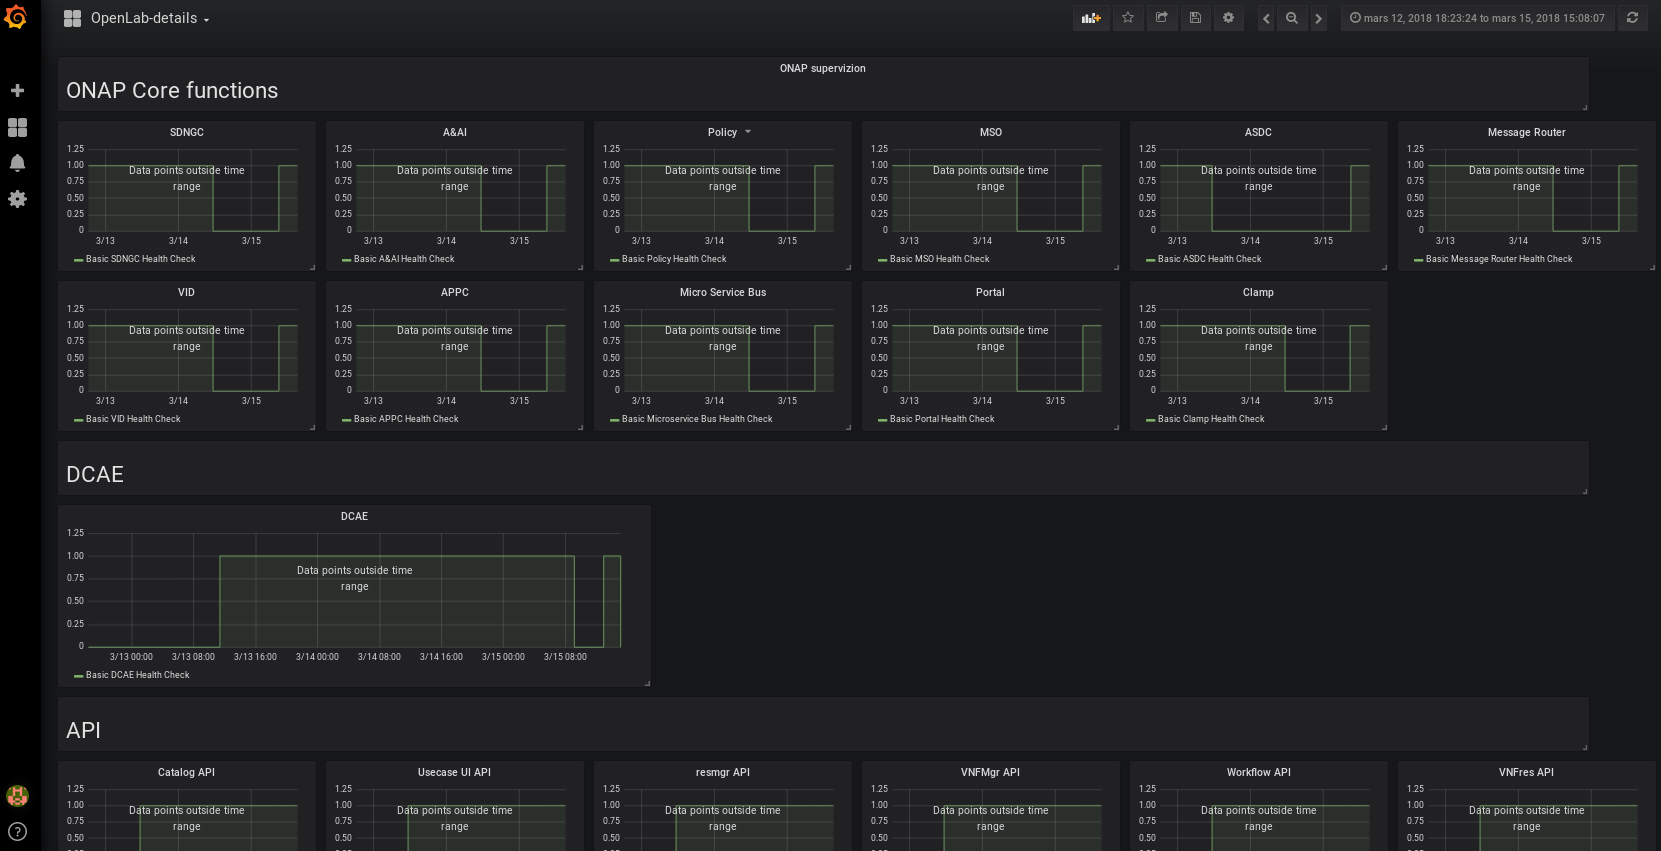 OpenLab-details
mars 12, 2018 18:23:24 to mars 15, 2018 15:08:07
ONAP supervizion
ONAP Core functions
SDNGC
1.25
1.00
0.75
0.50
0.25
0
Data points outside time
range
3/13 3/14 3/15
Basic SDNGC Health Check
A&AI
1.25
1.00
0.75
0.50
0.25
0
Data points outside time
range
3/13 3/14 3/15
Basic A&AI Health Check
Policy
1.25
1.00
0.75
0.50
0.25
0
Data points outside time
range
3/13 3/14 3/15
Basic Policy Health Check
MSO
1.25
1.00
0.75
0.50
0.25
0
Data points outside time
range
3/13 3/14 3/15
Basic MSO Health Check
ASDC
1.25
1.00
0.75
0.50
0.25
0
Data points outside time
range
3/13 3/14 3/15
Basic ASDC Health Check
Message Router
1.25
1.00
0.75
0.50
0.25
0
Data points outside time
range
3/13 3/14 3/15
Basic Message Router Health Check
VID
1.25
1.00
0.75
0.50
0.25
0
Data points outside time
range
3/13 3/14 3/15
Basic VID Health Check
APPC
1.25
1.00
0.75
0.50
0.25
0
Data points outside time
range
3/13 3/14 3/15
Basic APPC Health Check
Micro Service Bus
1.25
1.00
0.75
0.50
0.25
0
Data points outside time
range
3/13 3/14 3/15
Basic Microservice Bus Health Check
Portal
1.25
1.00
0.75
0.50
0.25
0
Data points outside time
range
3/13 3/14 3/15
Basic Portal Health Check
Clamp
1.25
1.00
0.75
0.50
0.25
0
Data points outside time
range
3/13 3/14 3/15
Basic Clamp Health Check
DCAE
DCAE
1.25
1.00
0.75
0.50
0.25
0
Data points outside time
range
3/13 00:00 3/13 08:00 3/13 16:00 3/14 00:00 3/14 08:00 3/14 16:00 3/15 00:00 3/15 08:00
Basic DCAE Health Check
API
Catalog API
1.25
1.00
0.75
0.50
Data points outside time
range
Usecase UI API
1.25
1.00
0.75
0.50
Data points outside time
range
resmgr API
1.25
1.00
0.75
0.50
Data points outside time
range
VNFMgr API
1.25
1.00
0.75
0.50
Data points outside time
range
Workflow API
1.25
1.00
0.75
0.50
Data points outside time
range
VNFres API
1.25
1.00
0.75
0.50
Data points outside time
range